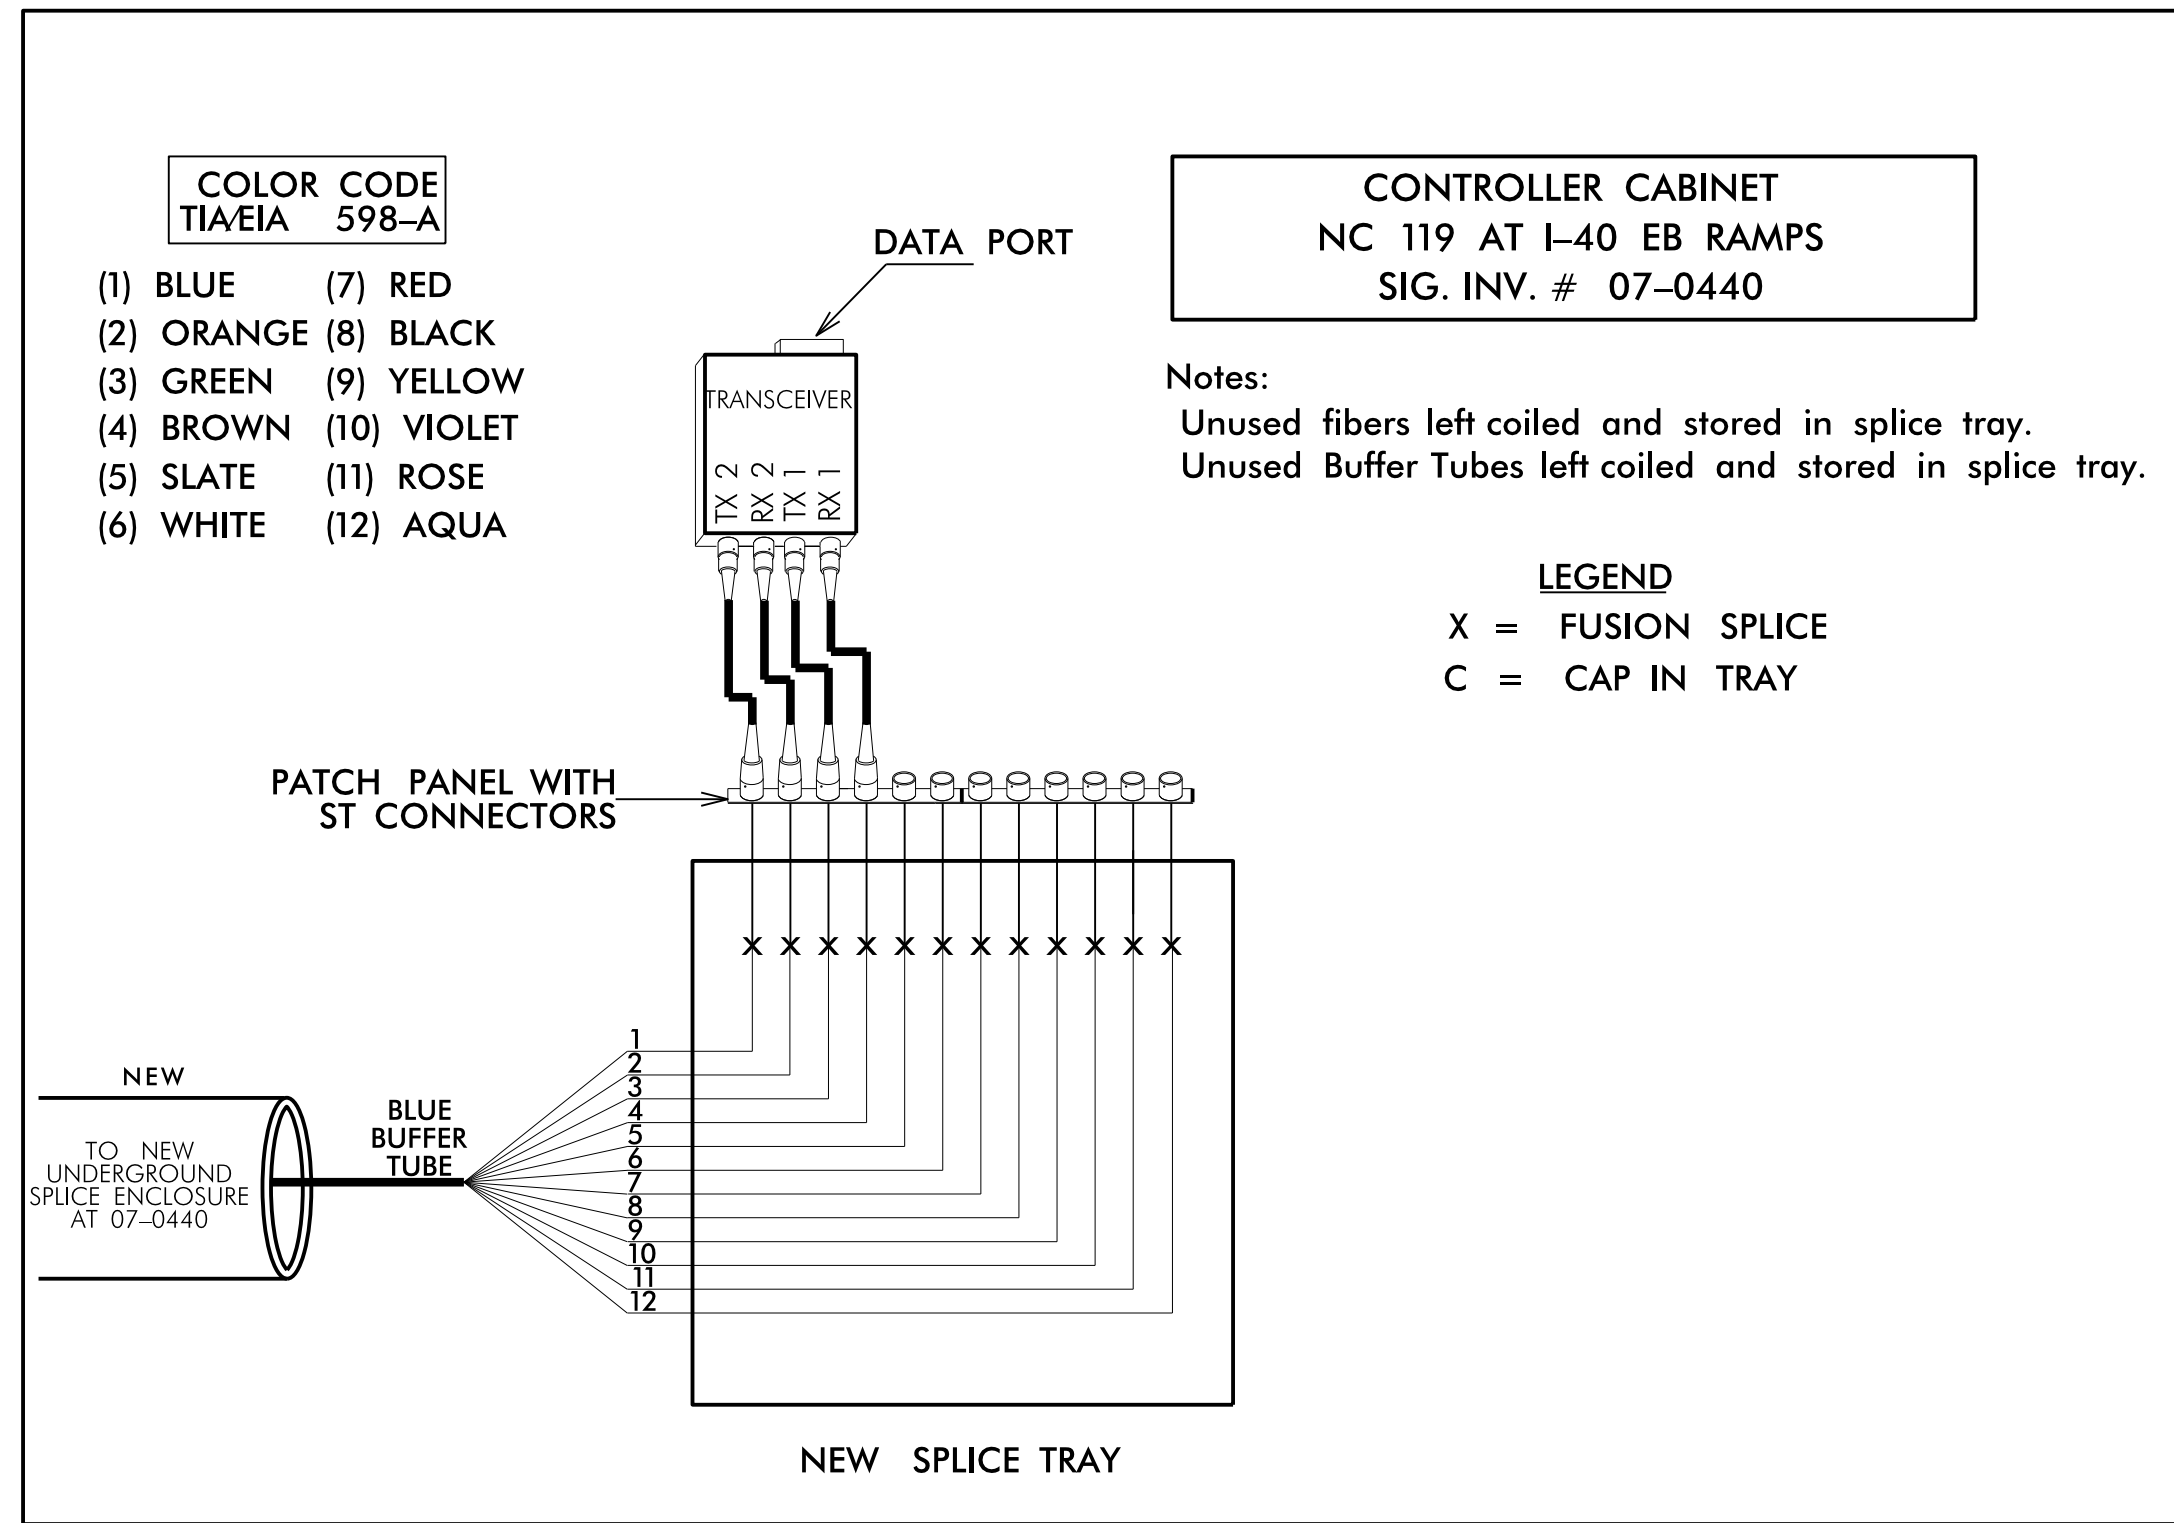 COLOR CODE
TIA/EIA 598-A
(1) BLUE (7) RED
(2) ORANGE (8) BLACK
(3) GREEN (9) YELLOW
(4) BROWN (10) VIOLET
(5) SLATE (11) ROSE
(6) WHITE (12) AQUA
DATA PORT
TRANSCEIVER
TX 2
RX 2
TX 1
RX 1
CONTROLLER CABINET
NC 119 AT I-40 EB RAMPS
SIG. INV. # 07-0440
Notes:
Unused fibers left coiled and stored in splice tray.
Unused Buffer Tubes left coiled and stored in splice tray.
LEGEND
X = FUSION SPLICE
C = CAP IN TRAY
PATCH PANEL WITH
ST CONNECTORS
X X X X X X X X X X X X
NEW
TO NEW
UNDERGROUND
SPLICE ENCLOSURE
AT 07-0440
BLUE
BUFFER
TUBE
1
2
3
4
5
6
7
8
9
10
11
12
NEW SPLICE TRAY